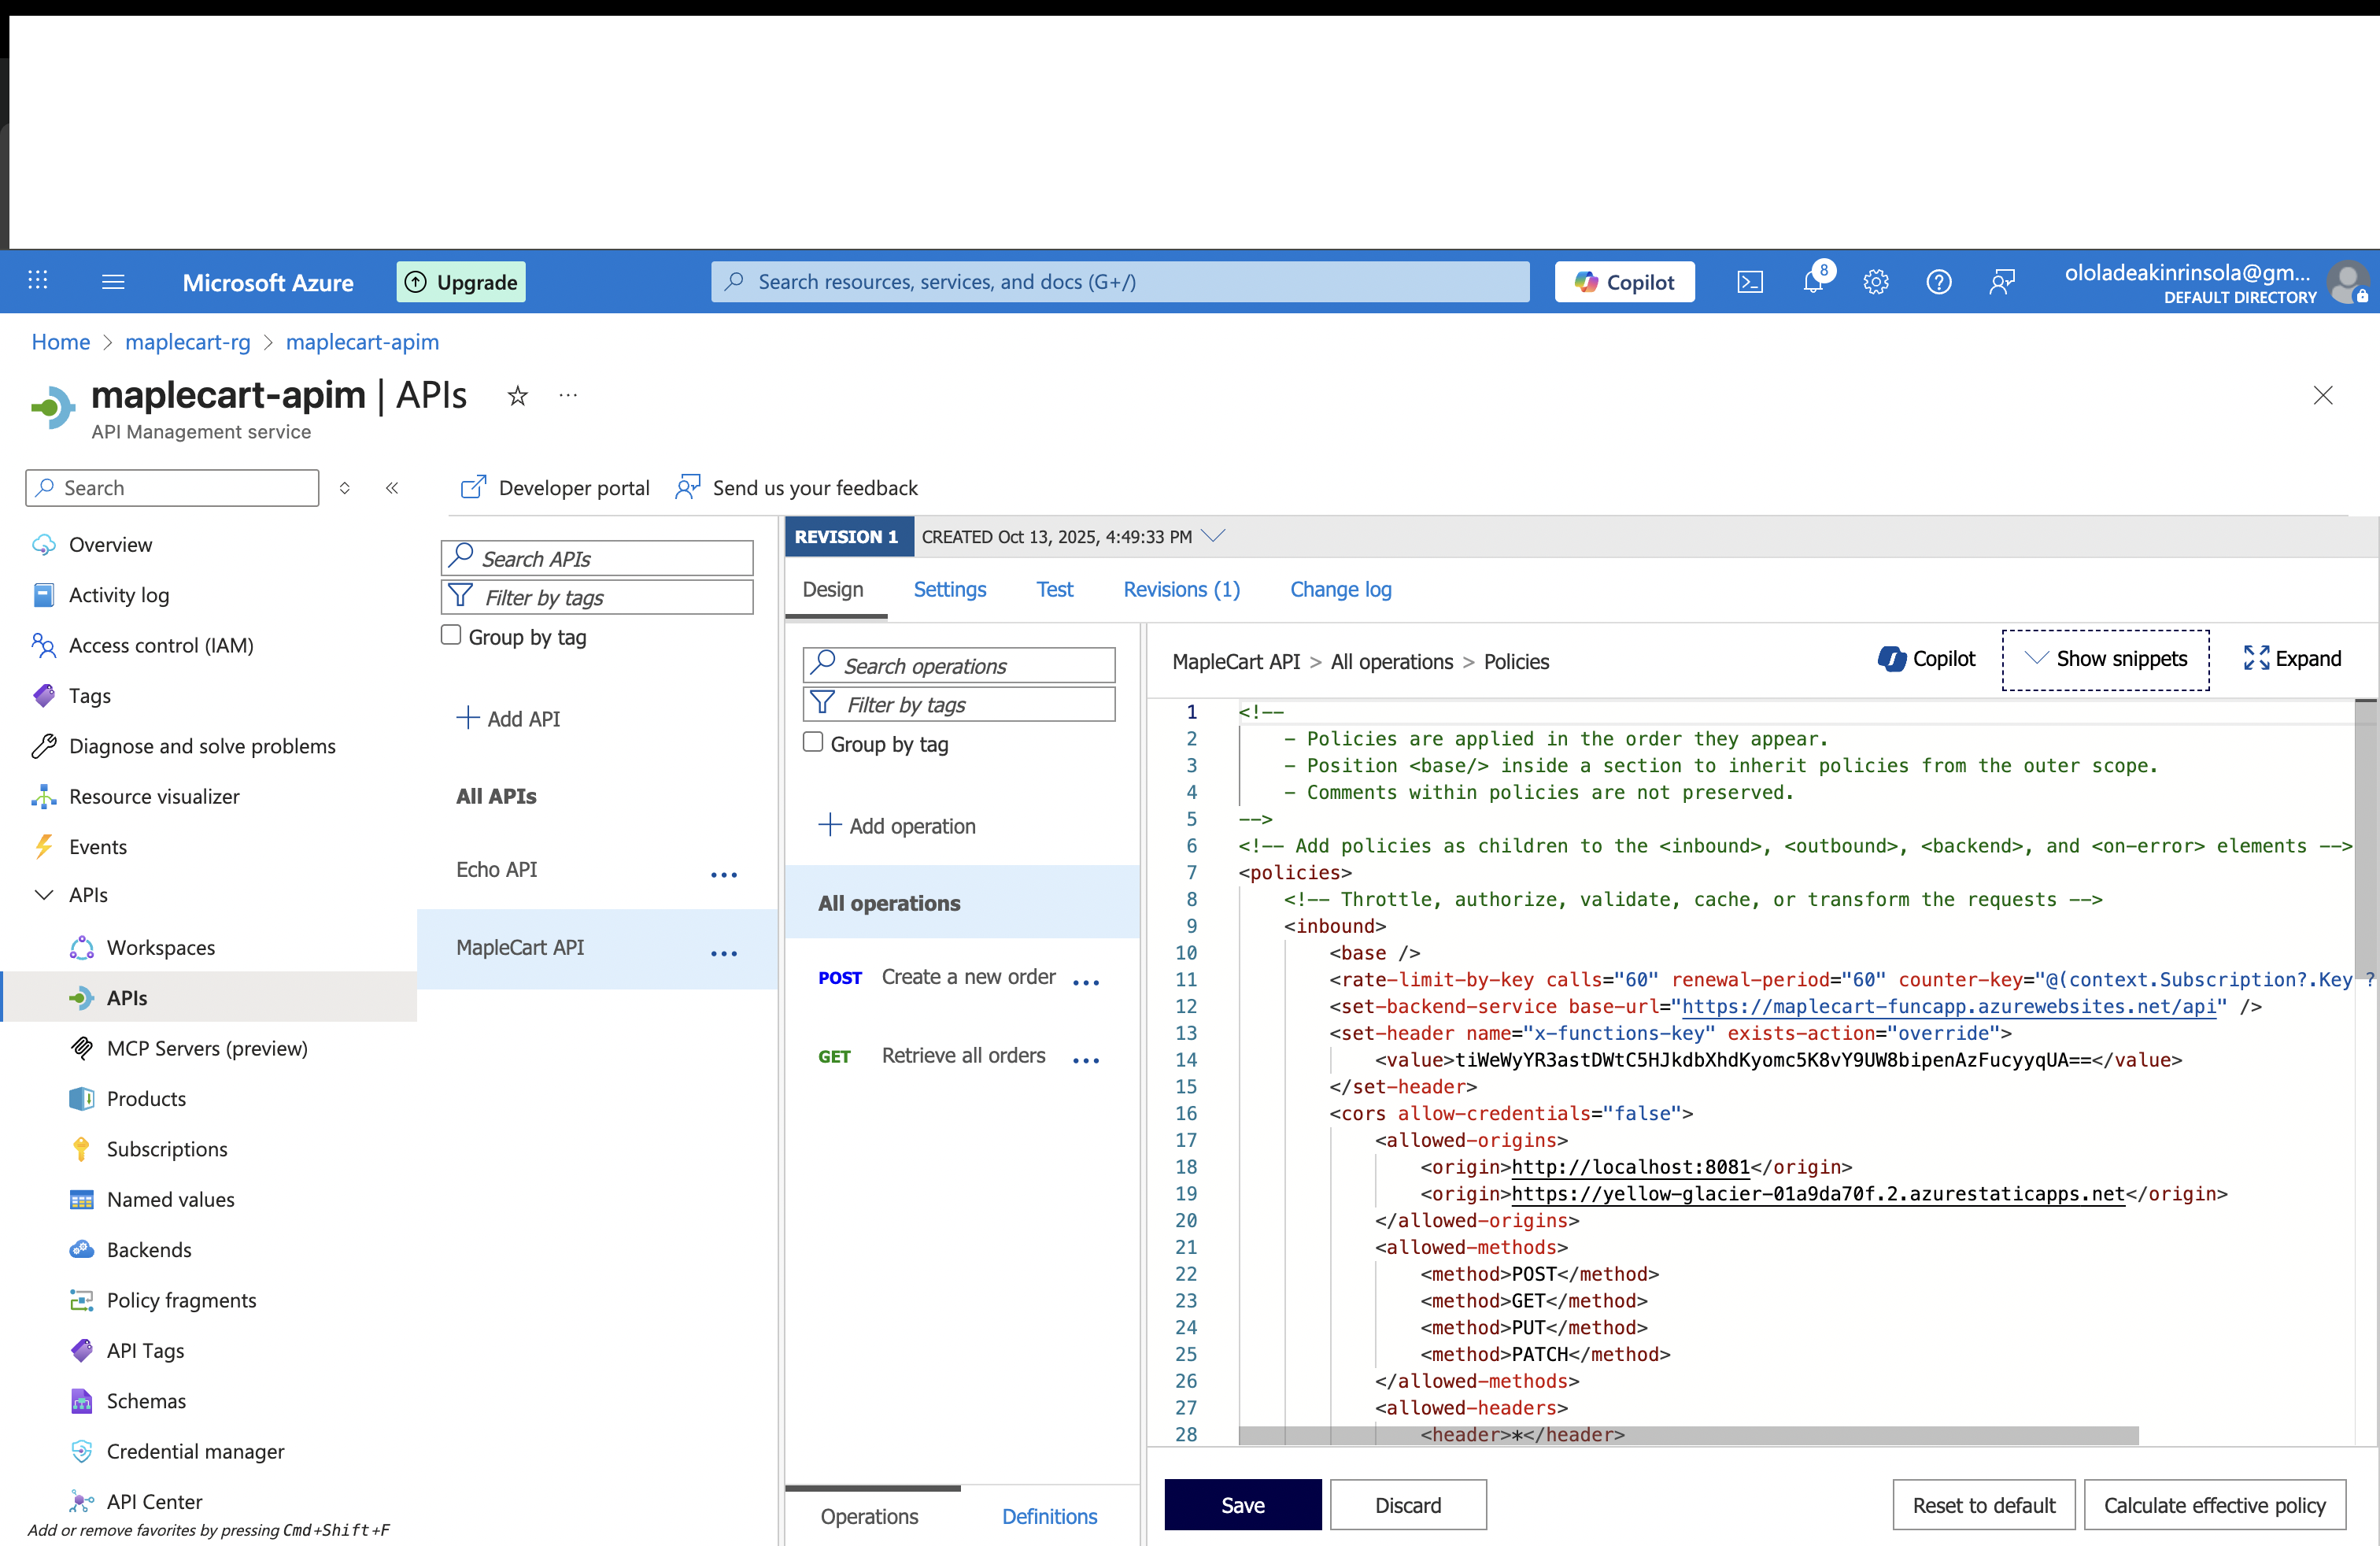 Microsoft Azure
Upgrade
Search resources, services, and docs (G+/)
Copilot
8
ololadeakinrinsola@gm...
DEFAULT DIRECTORY
Home > maplecart-rg > maplecart-apim
maplecart-apim | APIs
API Management service
Search
Developer portal
Send us your feedback
Overview
Activity log
Access control (IAM)
Tags
Diagnose and solve problems
Resource visualizer
Events
APIs
Workspaces
APIs
MCP Servers (preview)
Products
Subscriptions
Named values
Backends
Policy fragments
API Tags
Schemas
Credential manager
API Center
Add or remove favorites by pressing Cmd+Shift+F
Search APIs
Filter by tags
Group by tag
Add API
All APIs
Echo API
MapleCart API
REVISION 1 CREATED Oct 13, 2025, 4:49:33 PM
Design
Settings
Test
Revisions (1)
Change log
Search operations
Filter by tags
Group by tag
Add operation
All operations
POST Create a new order
GET Retrieve all orders
Operations
Definitions
MapleCart API > All operations > Policies
Copilot
Show snippets
Expand
1 <!--
2 - Policies are applied in the order they appear.
3 - Position <base/> inside a section to inherit policies from the outer scope.
4 - Comments within policies are not preserved.
5 -->
6 <!-- Add policies as children to the <inbound>, <outbound>, <backend>, and <on-error> elements -->
7 <policies>
8 <!-- Throttle, authorize, validate, cache, or transform the requests -->
9 <inbound>
10 <base />
11 <rate-limit-by-key calls="60" renewal-period="60" counter-key="@(context.Subscription?.Key ?
12 <set-backend-service base-url="https://maplecart-funcapp.azurewebsites.net/api" />
13 <set-header name="x-functions-key" exists-action="override">
14 <value>tiWeWyYR3astDWtC5HJkdbXhdKyomc5K8vY9UW8bipenAzFucyyqUA==</value>
15 </set-header>
16 <cors allow-credentials="false">
17 <allowed-origins>
18 <origin>http://localhost:8081</origin>
19 <origin>https://yellow-glacier-01a9da70f.2.azurestaticapps.net</origin>
20 </allowed-origins>
21 <allowed-methods>
22 <method>POST</method>
23 <method>GET</method>
24 <method>PUT</method>
25 <method>PATCH</method>
26 </allowed-methods>
27 <allowed-headers>
28 <header>*</header>
Save
Discard
Reset to default
Calculate effective policy